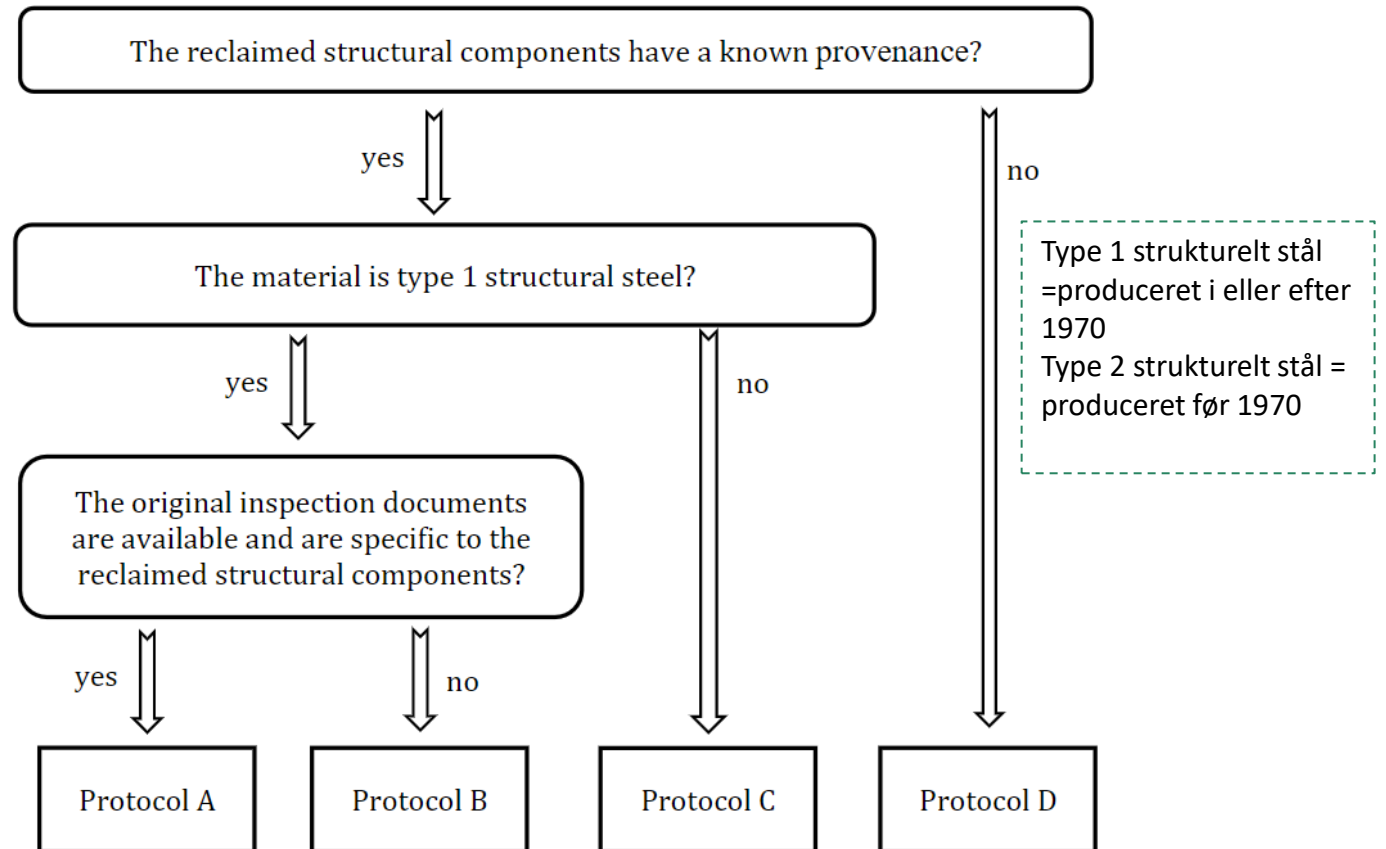 The reclaimed structural components have a known provenance?
yes
no
The material is type 1 structural steel?
Type 1 strukturelt stål
=produceret i eller efter
1970
Type 2 strukturelt stål =
produceret før 1970
yes
no
The original inspection documents
are available and are specific to the
reclaimed structural components?
yes
no
Protocol A
Protocol B
Protocol C
Protocol D